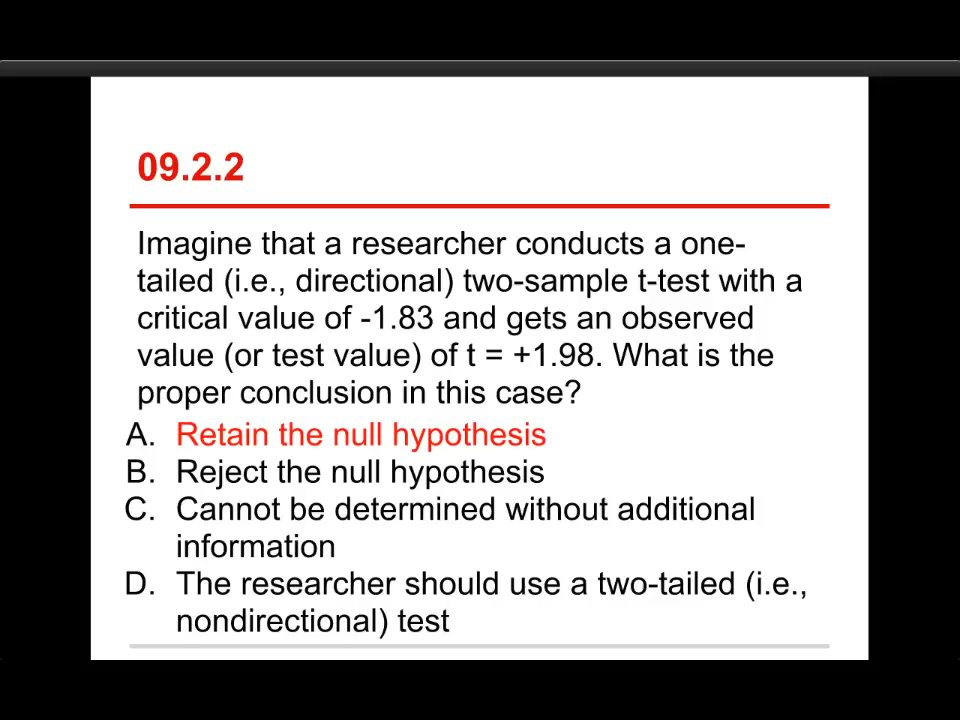 09.2.2
Imagine that a researcher conducts a one-
tailed (i.e., directional) two-sample t-test with a
critical value of -1.83 and gets an observed
value (or test value) of t = +1.98. What is the
proper conclusion in this case?
A. Retain the null hypothesis
B. Reject the null hypothesis
C. Cannot be determined without additional
information
D. The researcher should use a two-tailed (i.e.,
nondirectional) test